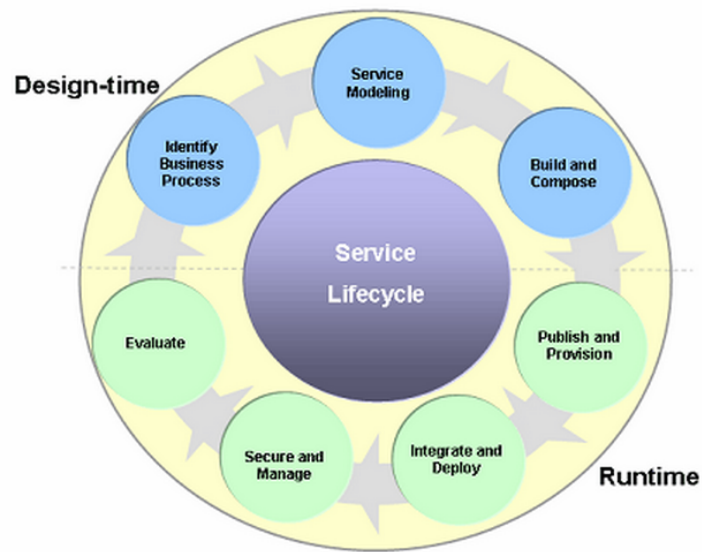 Design-time
Service
Modeling
Identify
Business
Process
Build and
Compose
Service
Lifecycle
Evaluate
Publish and
Provision
Secure and
Manage
Integrate and
Deploy
Runtime